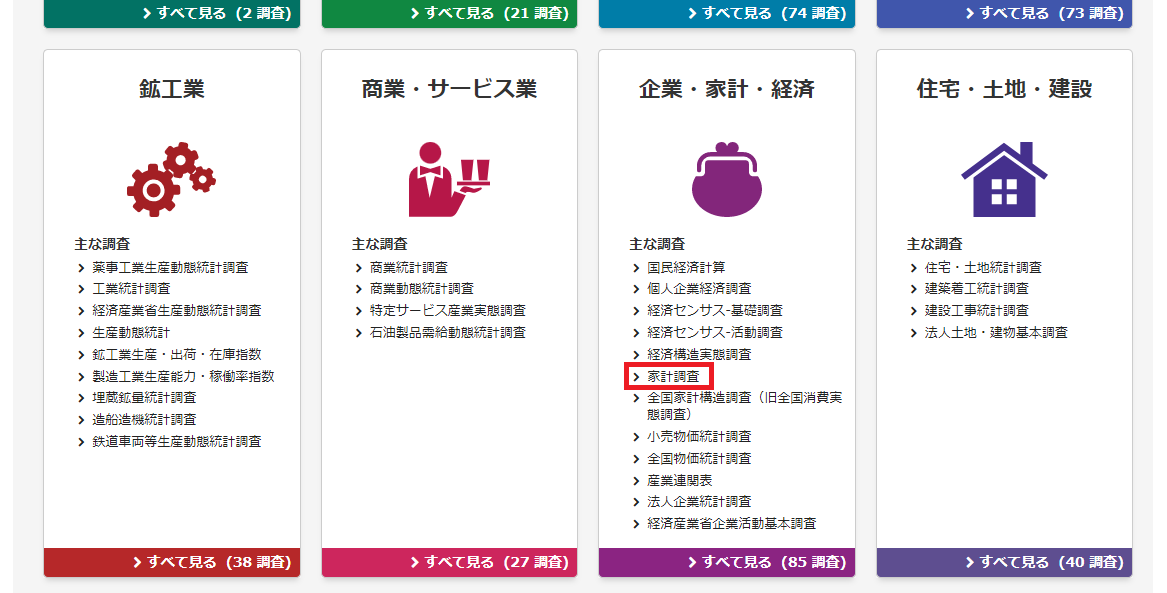 すべて見る (2 調査)
すべて見る (21 調査)
すべて見る (74 調査)
すべて見る (73 調査)
鉱工業
主な調査
薬事工業生産動態統計調査
工業統計調査
経済産業省生産動態統計調査
生産動態統計
鉱工業生産・出荷・在庫指数
製造工業生産能力・稼働率指数
埋蔵鉱量統計調査
造船造機統計調査
鉄道車両等生産動態統計調査
すべて見る (38 調査)
商業・サービス業
主な調査
商業統計調査
商業動態統計調査
特定サービス産業実態調査
石油製品需給動態統計調査
すべて見る (27 調査)
企業・家計・経済
主な調査
国民経済計算
個人企業経済調査
経済センサス‐基礎調査
経済センサス‐活動調査
経済構造実態調査
家計調査
全国家計構造調査（旧全国消費実
態調査）
小売物価統計調査
全国物価統計調査
産業連関表
法人企業統計調査
経済産業省企業活動基本調査
すべて見る (85 調査)
住宅・土地・建設
主な調査
住宅・土地統計調査
建築着工統計調査
建設工事統計調査
法人土地・建物基本調査
すべて見る (40 調査)